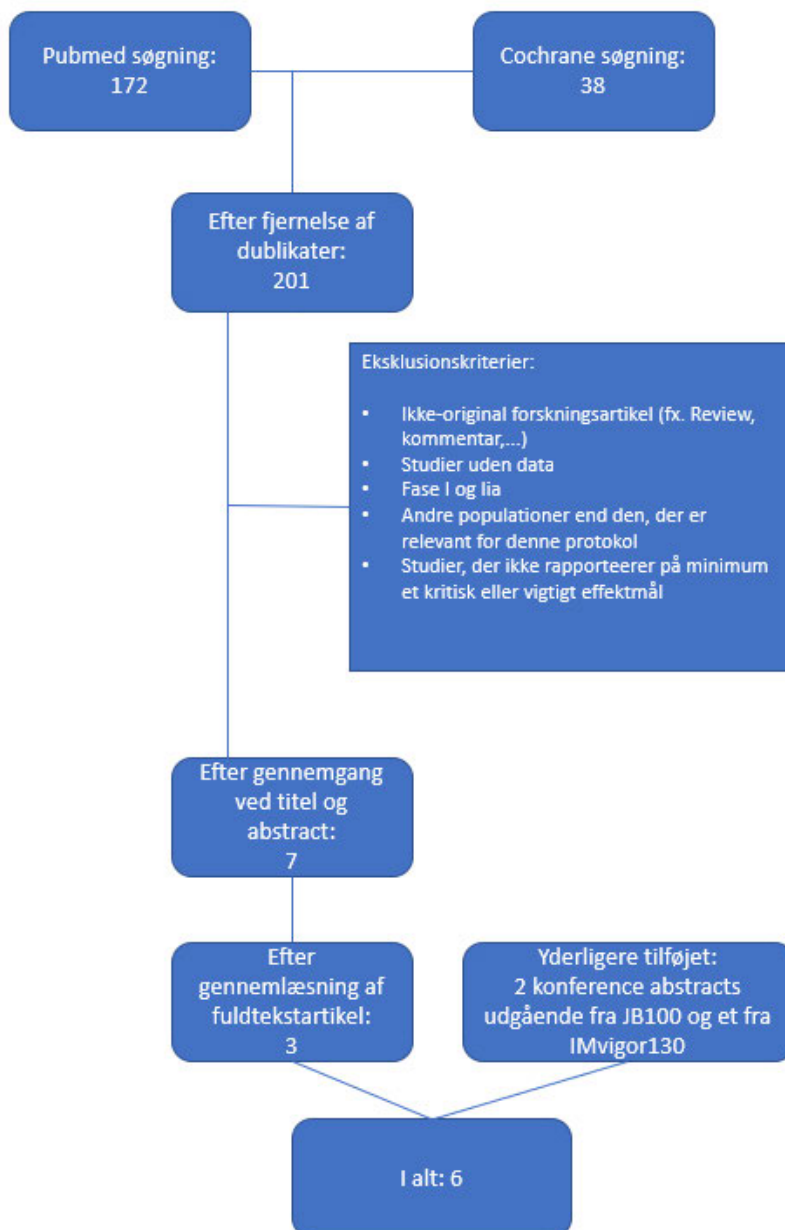 Pubmed søgning:
172
Cochrane søgning:
38
Efter fjernelse af
dublikater:
201
Eksklusionskriterier:
• Ikke-original forskningsartikel (fx. Review,
kommentar,...)
• Studier uden data
• Fase I og Iia
• Andre populationer end den, der er
relevant for denne protokol
• Studier, der ikke rapporteerer på minimum
et kritisk eller vigtigt effektmål
Efter gennemgang
ved titel og
abstract:
7
Efter
gennemlæsning af
fuldtekstartikel:
3
Yderligere tilføjet:
2 konference abstracts
udgående fra JB100 og et fra
IMvigor130
I alt: 6